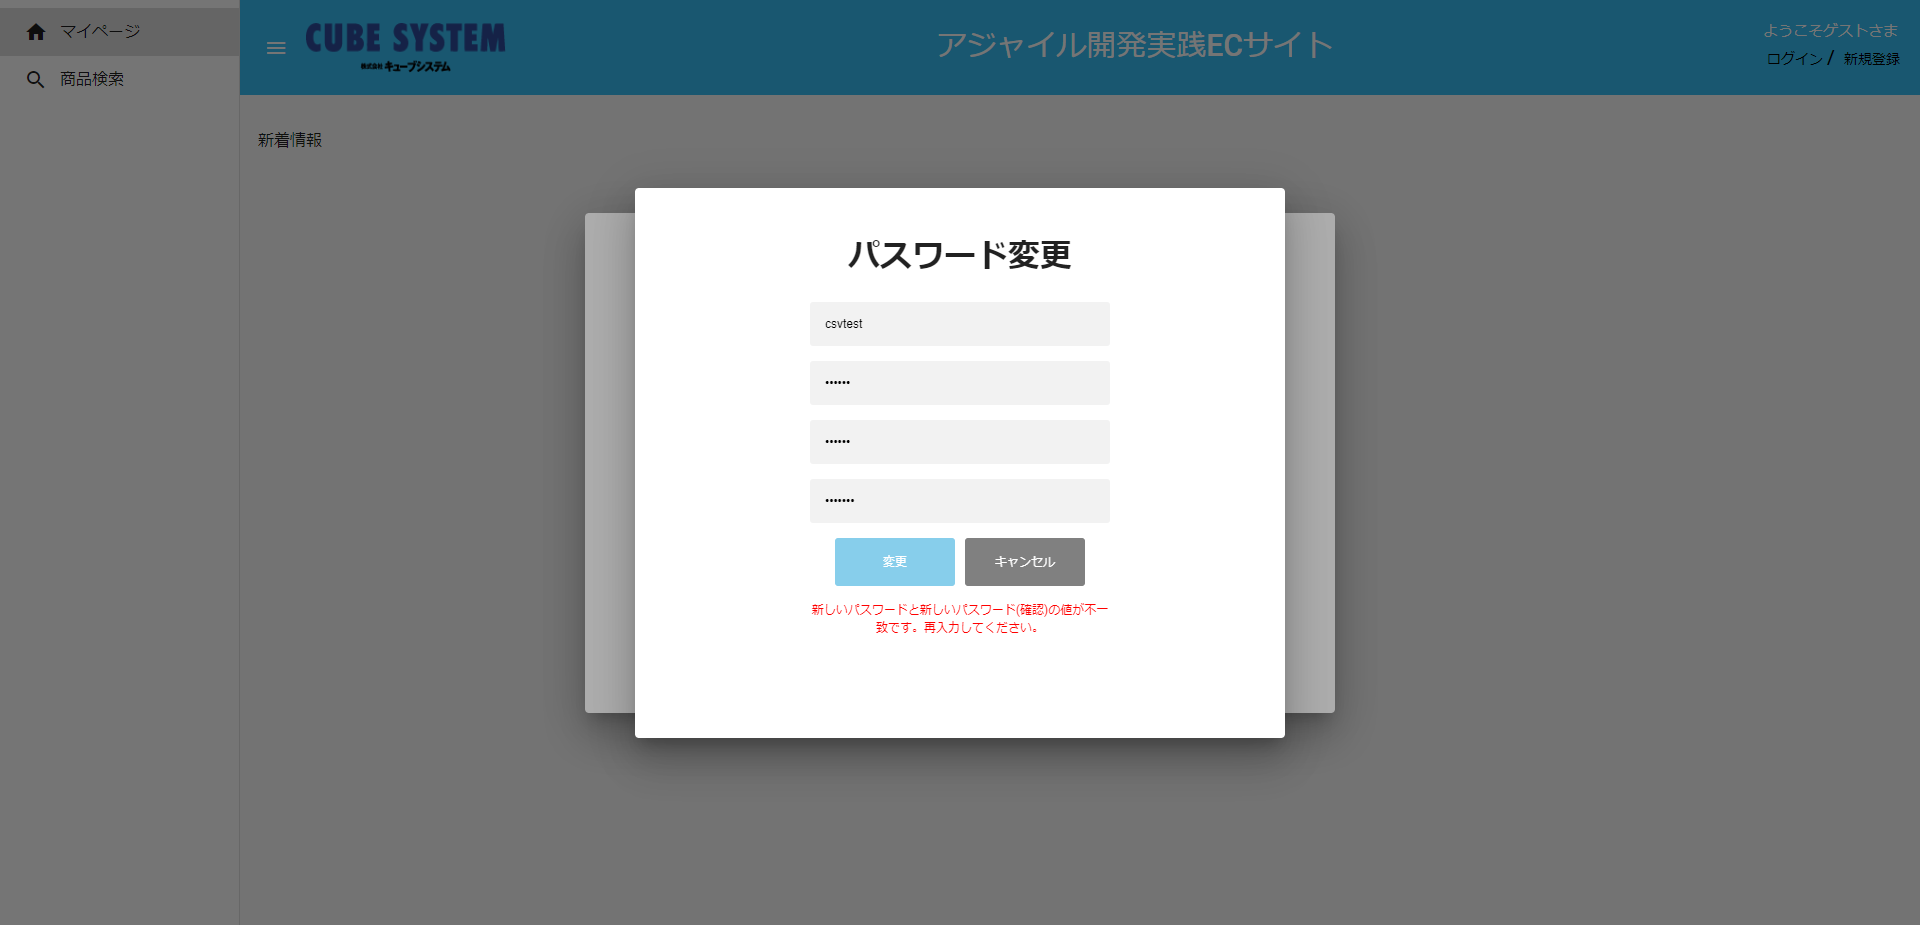 マイページ
商品検索
CUBE SYSTEM
株式会社 キューブシステム
アジャイル開発実践ECサイト
ようこそゲストさま
ログイン / 新規登録
新着情報
パスワード変更
csvtest
••••••
••••••
•••••••
変更
キャンセル
新しいパスワードと新しいパスワード(確認)の値が不一
致です。再入力してください。